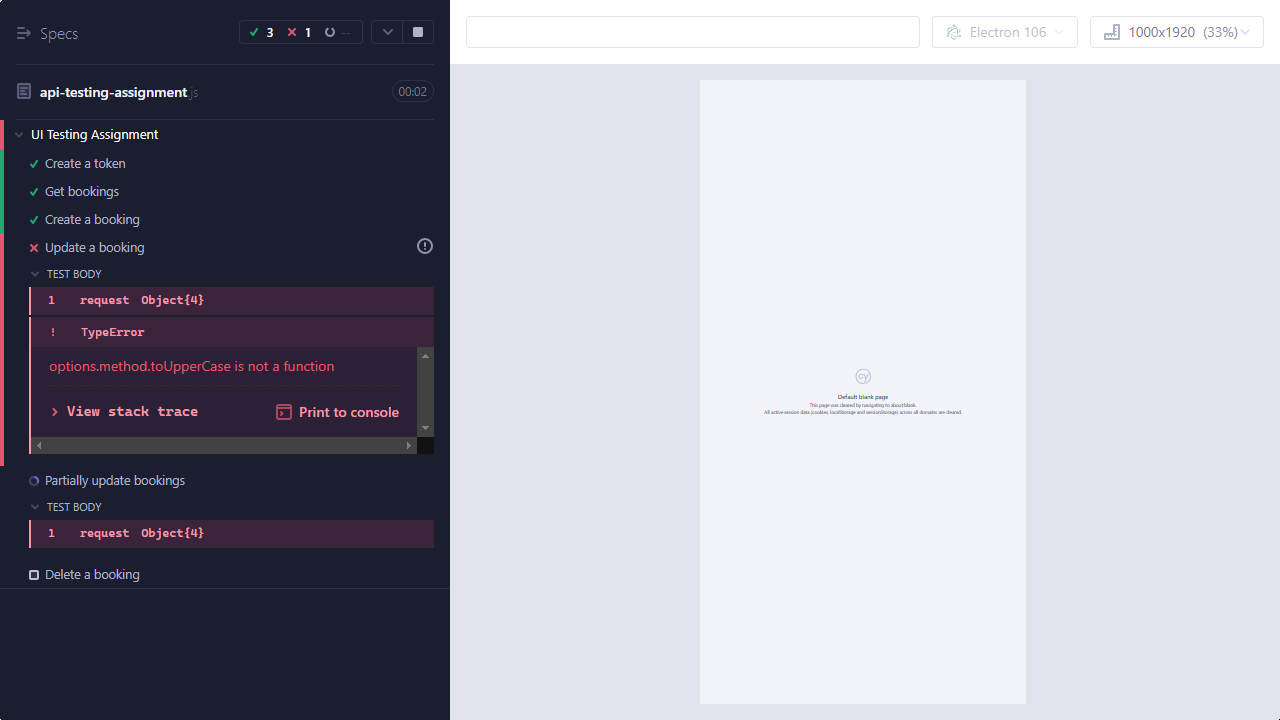 Specs
3
1
--
api-testing-assignment.js
00:02
UI Testing Assignment
Create a token
Get bookings
Create a booking
Update a booking
TEST BODY
1 request Object{4}
! TypeError
options.method.toUpperCase is not a function
View stack trace
Print to console
Partially update bookings
TEST BODY
1 request Object{4}
Delete a booking
Electron 106
1000x1920 (33%)
cy
Default blank page
This page was cleared by navigating to about:blank.
All active session data (cookies, localStorage and sessionStorage) across all domains are cleared.